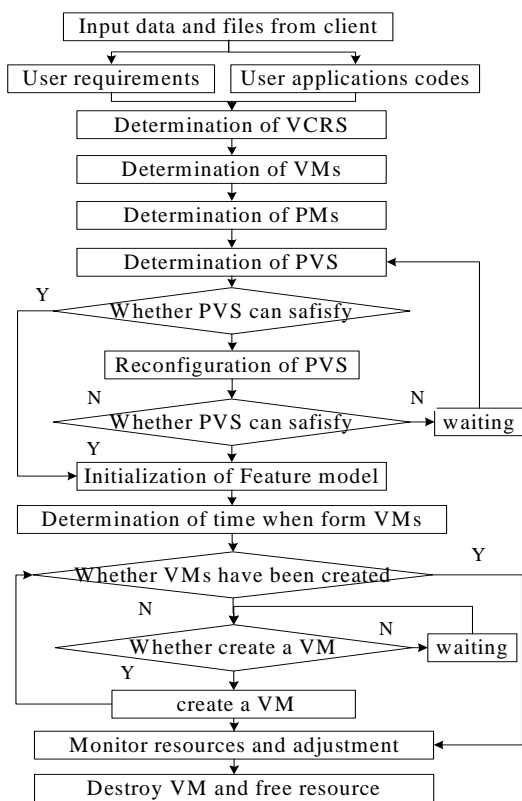 Input data and files from client
User requirements
User applications codes
Determination of VCRS
Determination of VMs
Determination of PMs
Determination of PVS
Y
Whether PVS can safisfy
Reconfiguration of PVS
N
N
Whether PVS can safisfy
waiting
Y
Initialization of Feature model
Determination of time when form VMs
Y
Whether VMs have been created
N
N
Whether create a VM
waiting
Y
create a VM
Monitor resources and adjustment
Destroy VM and free resource